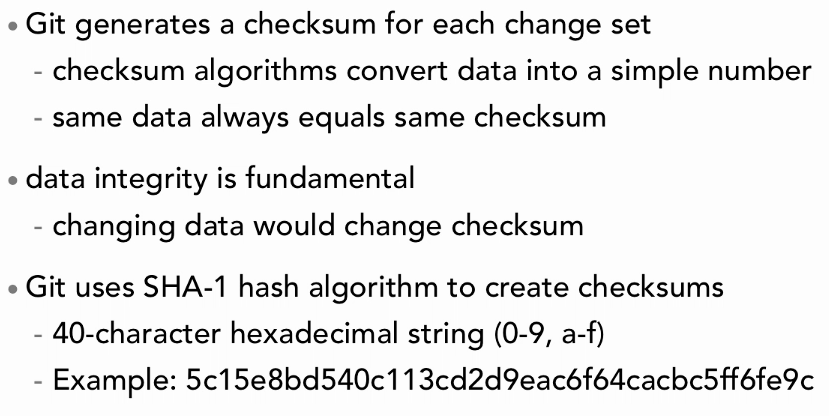 • Git generates a checksum for each change set
- checksum algorithms convert data into a simple number
- same data always equals same checksum
• data integrity is fundamental
- changing data would change checksum
• Git uses SHA-1 hash algorithm to create checksums
- 40-character hexadecimal string (0-9, a-f)
- Example: 5c15e8bd540c113cd2d9eac6f64cacbc5ff6fe9c